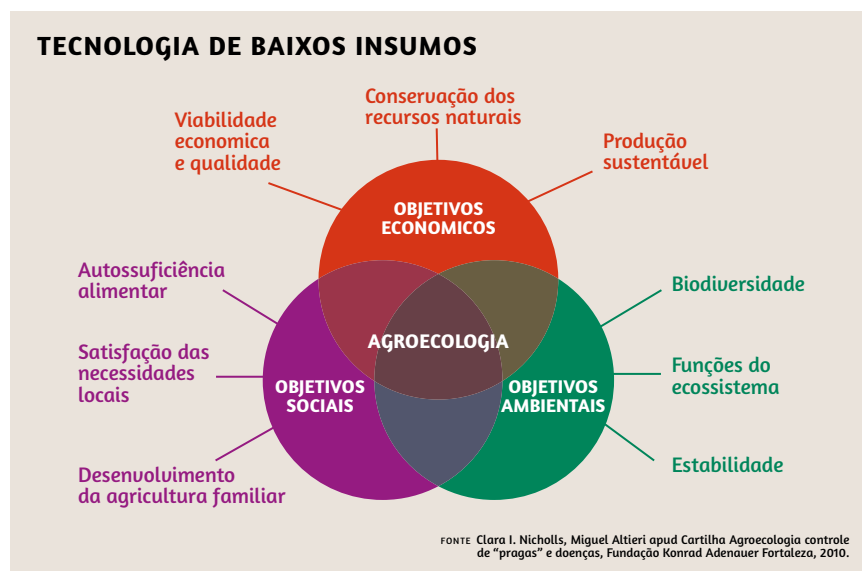 TECNOLOGIA DE BAIXOS INSUMOS
Conservação dos
recursos naturais
Viabilidade
economica
e qualidade
Produção
sustentável
OBJETIVOS
ECONOMICOS
Autossuficiência
alimentar
Satisfação das
necessidades
locais
Desenvolvimento
da agricultura familiar
AGROECOLOGIA
OBJETIVOS
SOCIAIS
OBJETIVOS
AMBIENTAIS
Biodiversidade
Funções do
ecossistema
Estabilidade
FONTE Clara I. Nicholls, Miguel Altieri apud Cartilha Agroecologia controle
de “pragas” e doenças, Fundação Konrad Adenauer Fortaleza, 2010.